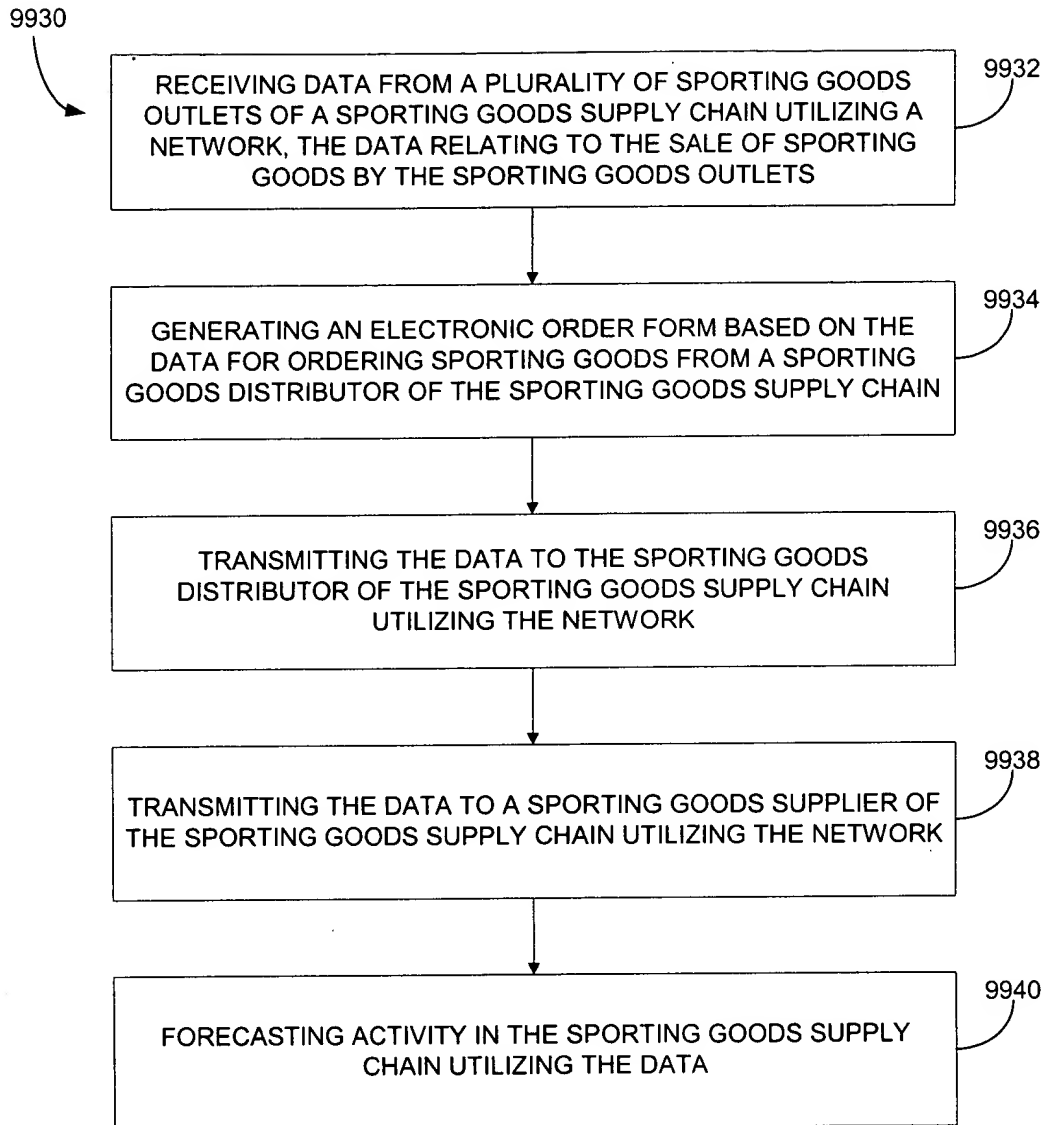 9930
RECEIVING DATA FROM A PLURALITY OF SPORTING GOODS
OUTLETS OF A SPORTING GOODS SUPPLY CHAIN UTILIZING A
NETWORK, THE DATA RELATING TO THE SALE OF SPORTING
GOODS BY THE SPORTING GOODS OUTLETS
9932
GENERATING AN ELECTRONIC ORDER FORM BASED ON THE
DATA FOR ORDERING SPORTING GOODS FROM A SPORTING
GOODS DISTRIBUTOR OF THE SPORTING GOODS SUPPLY CHAIN
9934
TRANSMITTING THE DATA TO THE SPORTING GOODS
DISTRIBUTOR OF THE SPORTING GOODS SUPPLY CHAIN
UTILIZING THE NETWORK
9936
TRANSMITTING THE DATA TO A SPORTING GOODS SUPPLIER OF
THE SPORTING GOODS SUPPLY CHAIN UTILIZING THE NETWORK
9938
FORECASTING ACTIVITY IN THE SPORTING GOODS SUPPLY
CHAIN UTILIZING THE DATA
9940